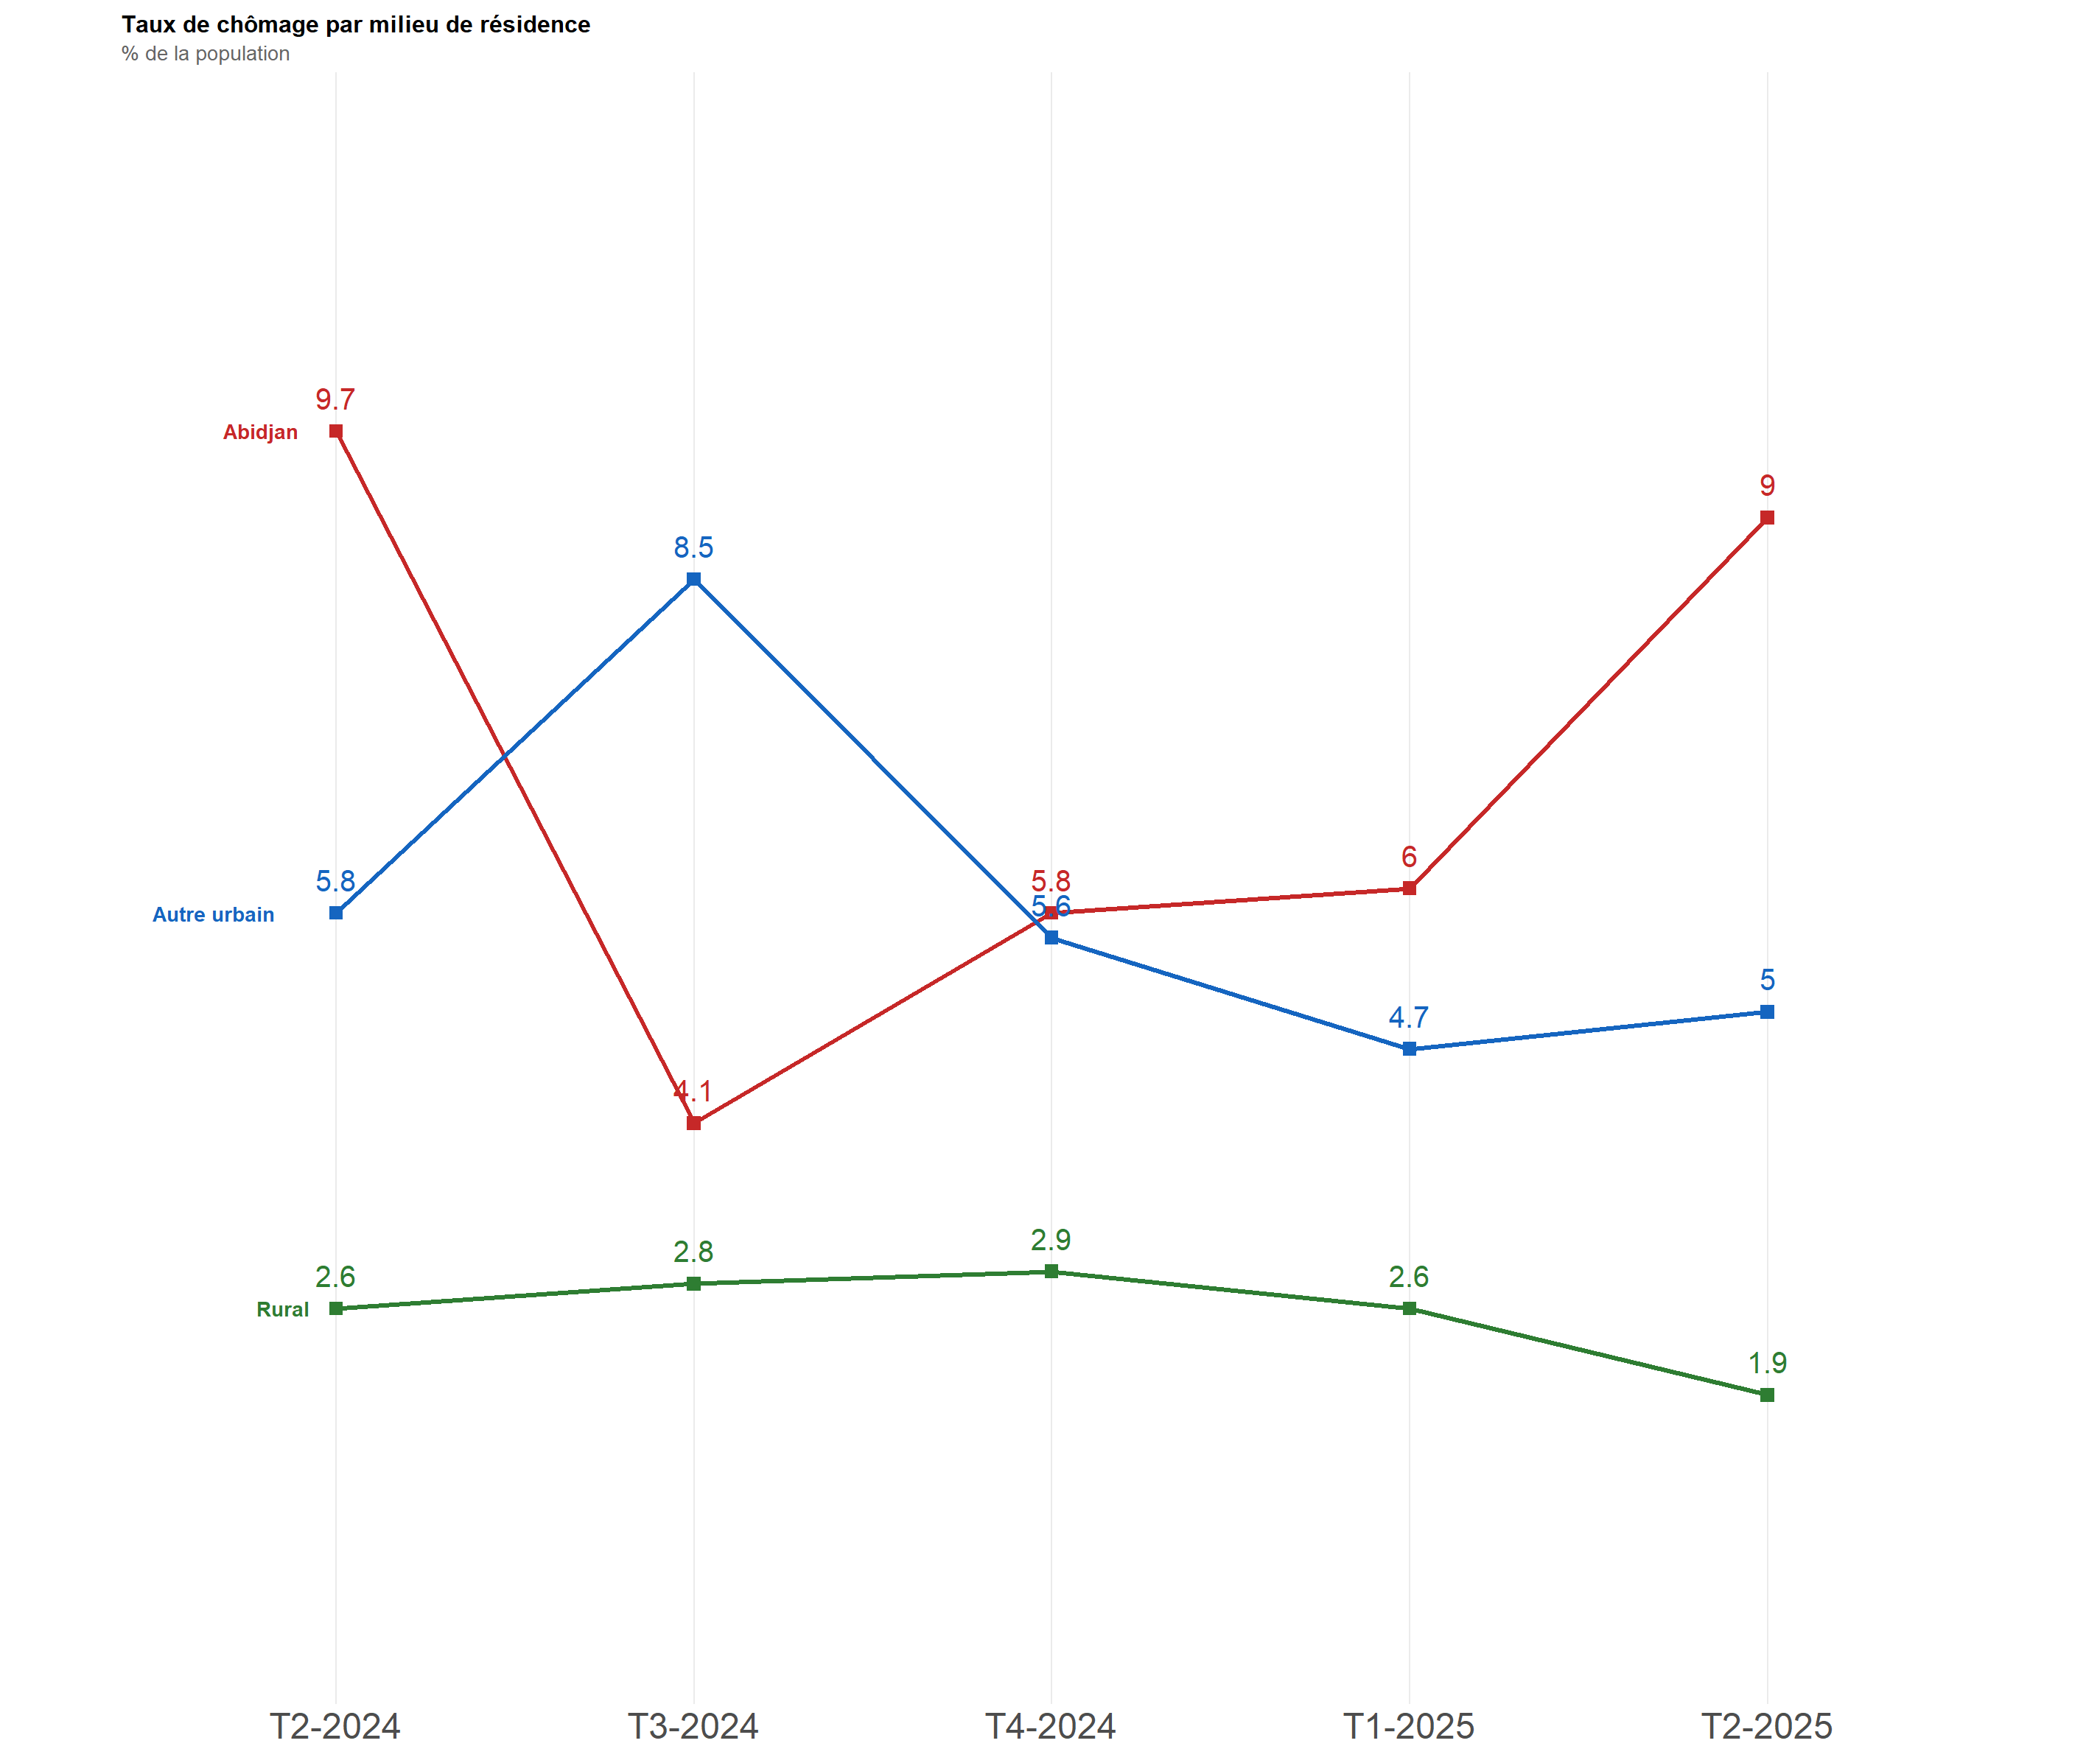 Taux de chômage par milieu de résidence
% de la population
9.7
Abidjan
9
8.5
6
5.8
5.8
5.6
Autre urbain
5
4.7
4.1
2.9
2.8
2.6
2.6
Rural
1.9
T2-2024 T3-2024 T4-2024 T1-2025 T2-2025